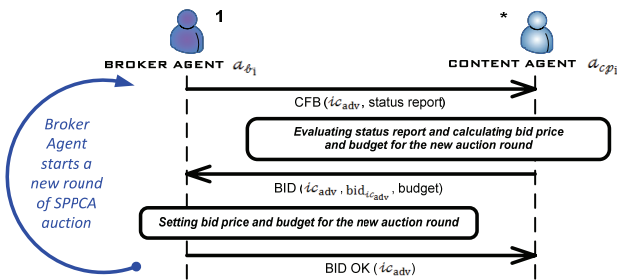 1
*
BROKER AGENT a_b1
CONTENT AGENT a_cp1
CFB (ic_adv, status report)
Evaluating status report and calculating bid price
and budget for the new auction round
Broker
Agent
starts a
new round
of SPPCA
auction
BID (ic_adv, bid_ic_adv, budget)
Setting bid price and budget for the new auction round
BID OK (ic_adv)